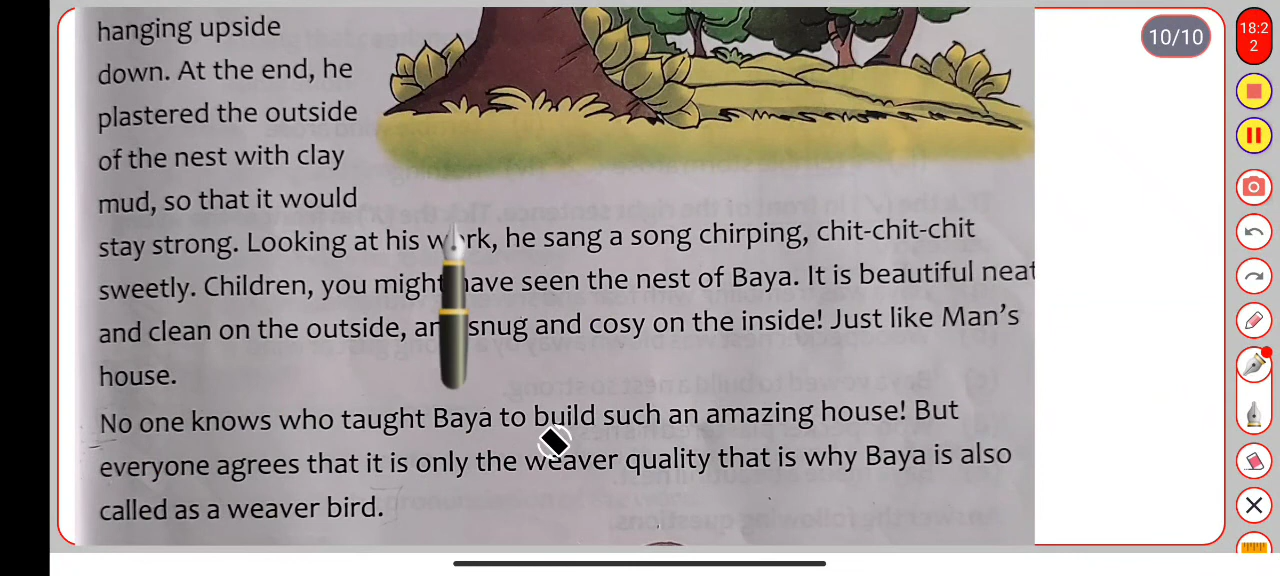 hanging upside
10/10
18:2
2
down. At the end, he
plastered the outside
of the nest with clay
mud, so that it would
stay strong. Looking at his work, he sang a song chirping, chit-chit-chit
sweetly. Children, you might have seen the nest of Baya. It is beautiful neat
and clean on the outside, and snug and cosy on the inside! Just like Man's
house.
No one knows who taught Baya to build such an amazing house! But
everyone agrees that it is only the weaver quality that is why Baya is also
called as a weaver bird.